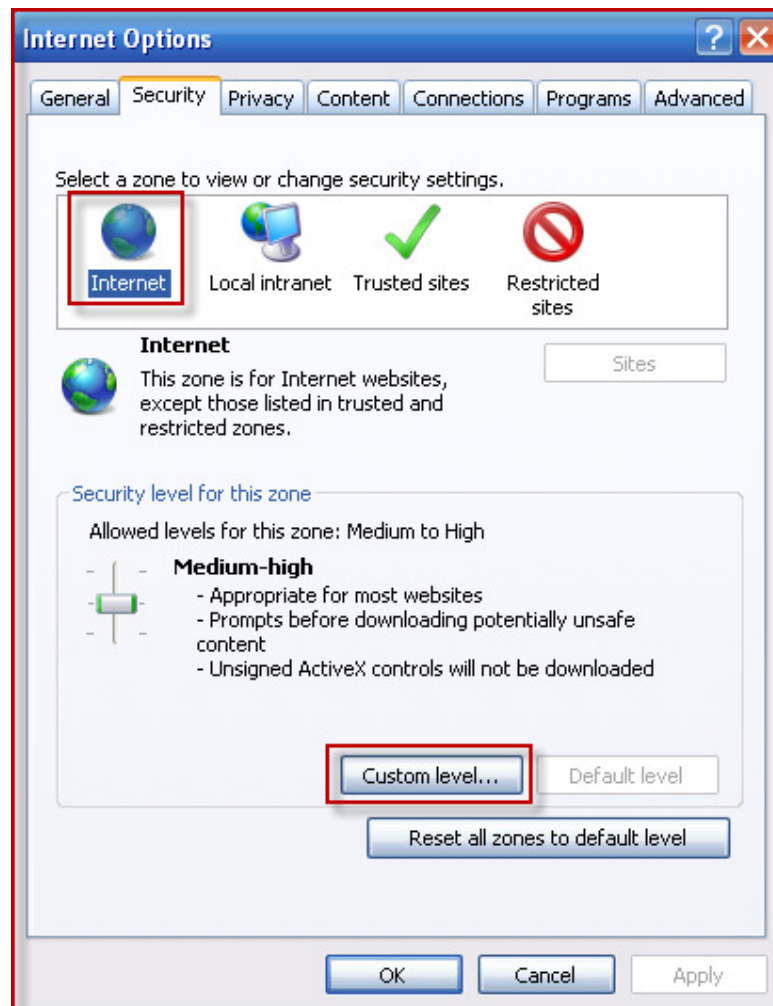 Internet Options
General Security Privacy Content Connections Programs Advanced
Select a zone to view or change security settings.
Internet Local intranet Trusted sites Restricted
sites
Internet
Sites
This zone is for Internet websites,
except those listed in trusted and
restricted zones.
Security level for this zone
Allowed levels for this zone: Medium to High
Medium-high
- Appropriate for most websites
- Prompts before downloading potentially unsafe
content
- Unsigned ActiveX controls will not be downloaded
Custom level... Default level
Reset all zones to default level
OK Cancel Apply